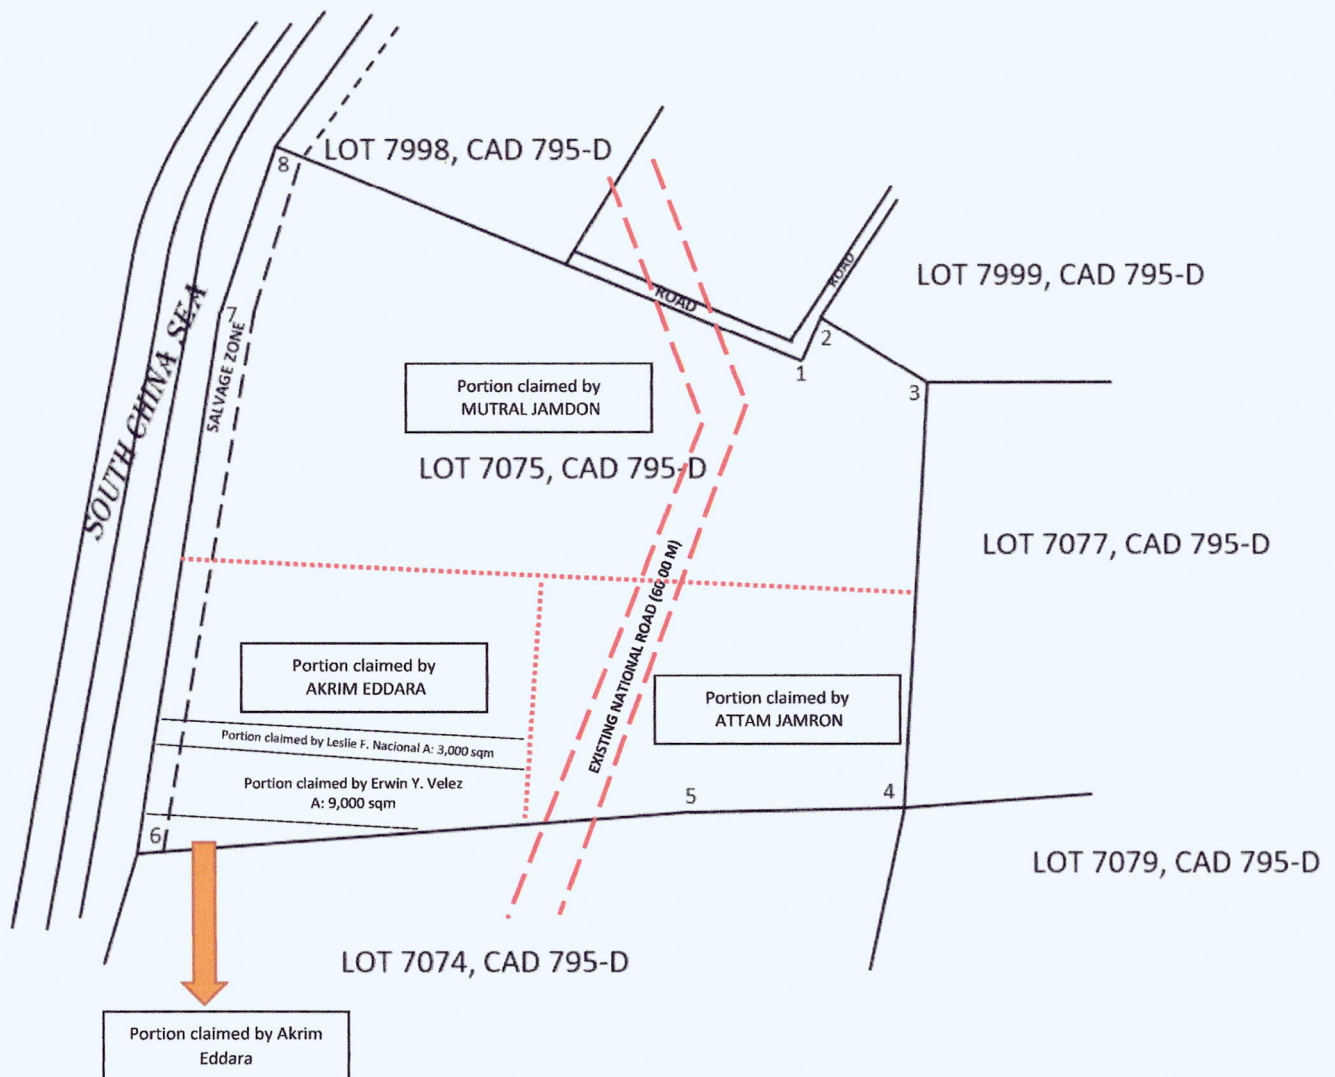 LOT 7998, CAD 795-D
8
ROAD
LOT 7999, CAD 795-D
ROAD
2
1
3
7
SOUTH CHINA SEA
SALVAGE ZONE
Portion claimed by
MUTRAL JAMDON
LOT 7075, CAD 795-D
LOT 7077, CAD 795-D
EXISTING NATIONAL ROAD (60.00 M)
Portion claimed by
AKRIM EDDARA
Portion claimed by
ATTAM JAMRON
Portion claimed by Leslie F. Nacional A: 3,000 sqm
Portion claimed by Erwin Y. Velez
A: 9,000 sqm
5
4
6
LOT 7079, CAD 795-D
LOT 7074, CAD 795-D
Portion claimed by Akrim
Eddara